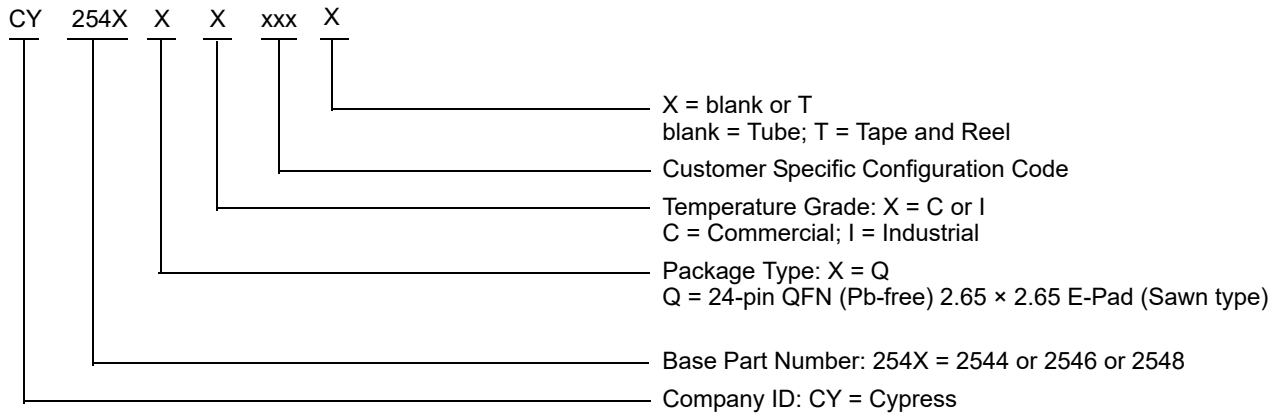 CY 254X X X xxx X
X = blank or T
blank = Tube; T = Tape and Reel
Customer Specific Configuration Code
Temperature Grade: X = C or I
C = Commercial; I = Industrial
Package Type: X = Q
Q = 24-pin QFN (Pb-free) 2.65 × 2.65 E-Pad (Sawn type)
Base Part Number: 254X = 2544 or 2546 or 2548
Company ID: CY = Cypress